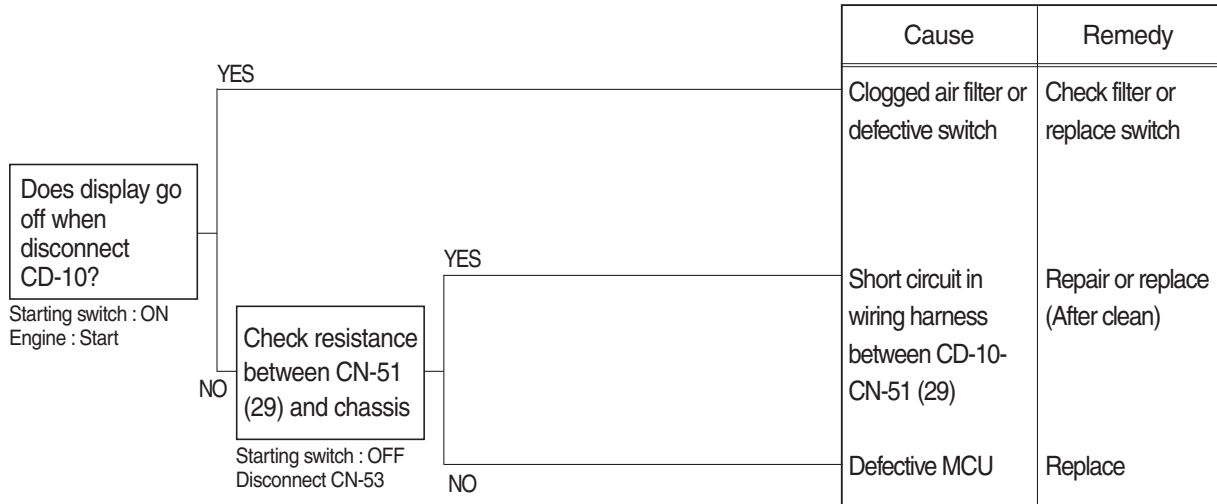 Cause
Remedy
YES
Clogged air filter or
defective switch
Check filter or
replace switch
Does display go
off when
disconnect
CD-10?
Starting switch : ON
Engine : Start
YES
Short circuit in
wiring harness
between CD-10-
CN-51 (29)
Repair or replace
(After clean)
NO
Check resistance
between CN-51
(29) and chassis
Starting switch : OFF
Disconnect CN-53
NO
Defective MCU
Replace